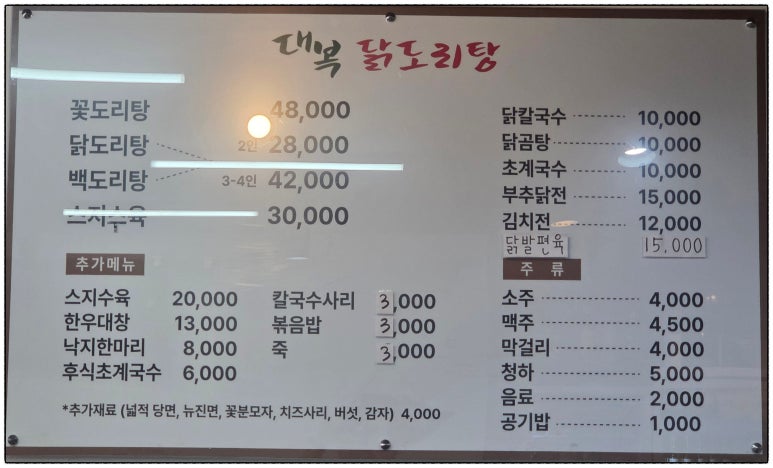 대복 닭도리탕
꽃도리탕 48,000
닭도리탕 2인 28,000
백도리탕 3-4인 42,000
스지수육 30,000
추가메뉴
스지수육 20,000
한우대창 13,000
낙지한마리 8,000
후식초계국수 6,000
칼국수사리 3,000
볶음밥 3,000
죽 3,000
*추가재료 (넓적 당면, 뉴진면, 꽃분모자, 치즈사리, 버섯, 감자) 4,000
닭칼국수 10,000
닭곰탕 10,000
초계국수 10,000
부추닭전 15,000
김치전 12,000
닭발편육 15,000
주 류
소주 4,000
맥주 4,500
막걸리 4,000
청하 5,000
음료 2,000
공기밥 1,000